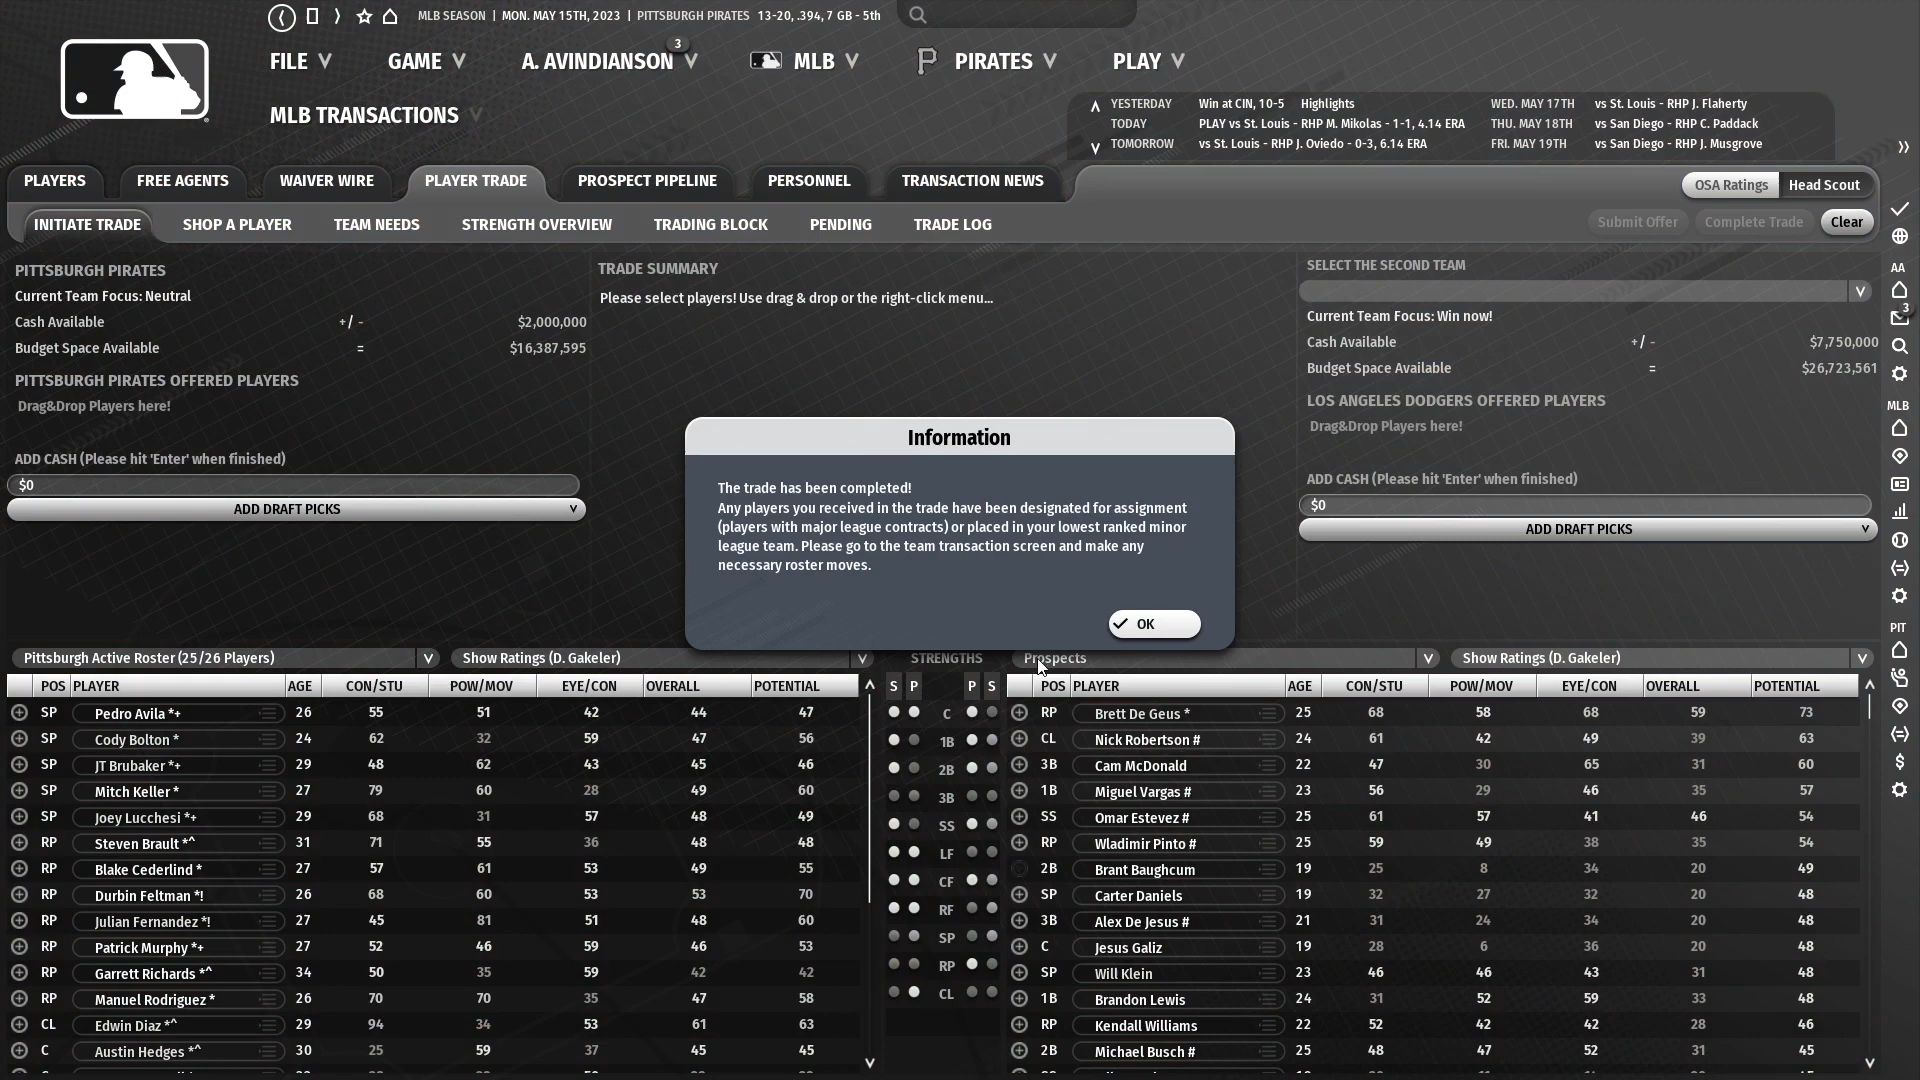 MLB SEASON | MON. MAY 15TH, 2023 | PITTSBURGH PIRATES 13-20, .394, 7 GB - 5th
FILE GAME A. AVINDIANSON 3 MLB PIRATES PLAY
MLB TRANSACTIONS
YESTERDAY Win at CIN, 10-5 Highlights WED. MAY 17TH vs St. Louis - RHP J. Flaherty
TODAY PLAY vs St. Louis - RHP M. Mikolas - 1-1, 4.14 ERA THU. MAY 18TH vs San Diego - RHP C. Paddack
TOMORROW vs St. Louis - RHP J. Oviedo - 0-3, 6.14 ERA FRI. MAY 19TH vs San Diego - RHP J. Musgrove
PLAYERS FREE AGENTS WAIVER WIRE PLAYER TRADE PROSPECT PIPELINE PERSONNEL TRANSACTION NEWS
OSA Ratings Head Scout
INITIATE TRADE SHOP A PLAYER TEAM NEEDS STRENGTH OVERVIEW TRADING BLOCK PENDING TRADE LOG
Submit Offer Complete Trade Clear
PITTSBURGH PIRATES
Current Team Focus: Neutral
Cash Available +/ - $2,000,000
Budget Space Available = $16,387,595
PITTSBURGH PIRATES OFFERED PLAYERS
Drag&Drop Players here!
ADD CASH (Please hit 'Enter' when finished)
$0
ADD DRAFT PICKS
TRADE SUMMARY
Please select players! Use drag & drop or the right-click menu...
SELECT THE SECOND TEAM
Current Team Focus: Win now!
Cash Available +/ - $7,750,000
Budget Space Available = $26,723,561
LOS ANGELES DODGERS OFFERED PLAYERS
Drag&Drop Players here!
ADD CASH (Please hit 'Enter' when finished)
$0
ADD DRAFT PICKS
Information
The trade has been completed!
Any players you received in the trade have been designated for assignment
(players with major league contracts) or placed in your lowest ranked minor
league team. Please go to the team transaction screen and make any
necessary roster moves.
OK
Pittsburgh Active Roster (25/26 Players) Show Ratings (D. Gakeler)
POS PLAYER AGE CON/STU POW/MOV EYE/CON OVERALL POTENTIAL
SP Pedro Avila *+ 26 55 51 42 44 47
SP Cody Bolton * 24 62 32 59 47 56
SP JT Brubaker *+ 29 48 62 43 45 46
SP Mitch Keller * 27 79 60 28 49 60
SP Joey Lucchesi *+ 29 68 31 57 48 49
RP Steven Brault *^ 31 71 55 36 48 48
RP Blake Cederlind * 27 57 61 53 49 55
RP Durbin Feltman *! 26 68 60 53 53 70
RP Julian Fernandez *! 27 45 81 51 48 60
RP Patrick Murphy *+ 27 52 46 59 46 53
RP Garrett Richards *^ 34 50 35 59 42 42
RP Manuel Rodriguez * 26 70 70 35 47 58
CL Edwin Diaz *^ 29 94 34 53 61 63
C Austin Hedges *^ 30 25 59 37 45 45
STRENGTHS
S P P S
C
1B
2B
3B
SS
LF
CF
RF
SP
RP
CL
Prospects Show Ratings (D. Gakeler)
POS PLAYER AGE CON/STU POW/MOV EYE/CON OVERALL POTENTIAL
RP Brett De Geus * 25 68 58 68 59 73
CL Nick Robertson # 24 61 42 49 39 63
3B Cam McDonald 22 47 30 65 31 60
1B Miguel Vargas # 23 56 29 46 35 57
SS Omar Estevez # 25 61 57 41 46 54
RP Wladimir Pinto # 25 59 49 38 35 54
2B Brant Baughcum 19 25 8 34 20 49
SP Carter Daniels 19 32 27 32 20 48
3B Alex De Jesus # 21 31 24 34 20 48
C Jesus Galiz 19 28 6 36 20 48
SP Will Klein 23 46 46 43 31 48
1B Brandon Lewis 24 31 52 59 33 48
RP Kendall Williams 22 52 42 42 28 46
2B Michael Busch # 25 48 47 52 31 45
AA
3
MLB
PIT
$